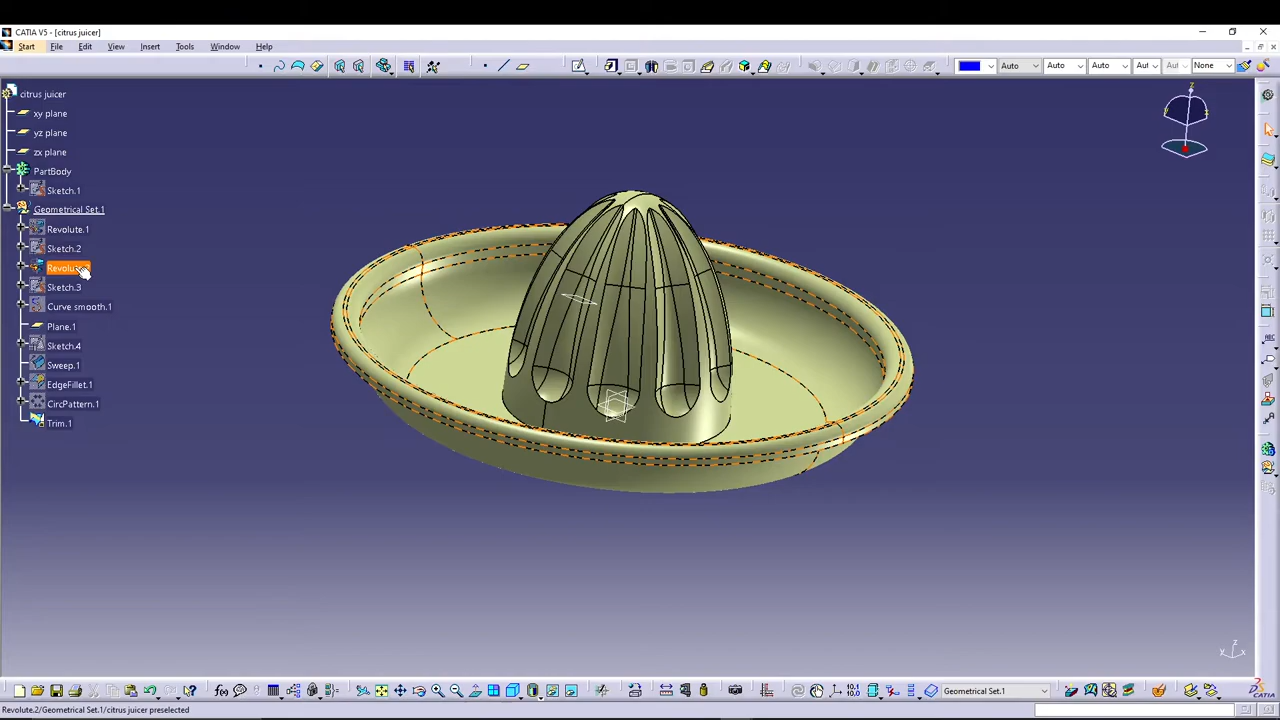 CATIA V5 - [citrus juicer]
Start File Edit View Insert Tools Window Help
Auto Auto Auto Aut Aut None
citrus juicer
xy plane
yz plane
zx plane
PartBody
Sketch.1
Geometrical Set.1
Revolute.1
Sketch.2
Sketch.3
Curve smooth.1
Plane.1
Sketch.4
Sweep.1
EdgeFillet.1
CircPattern.1
Trim.1
z
Geometrical Set.1
Revolute.2/Geometrical Set.1/citrus juicer preselected